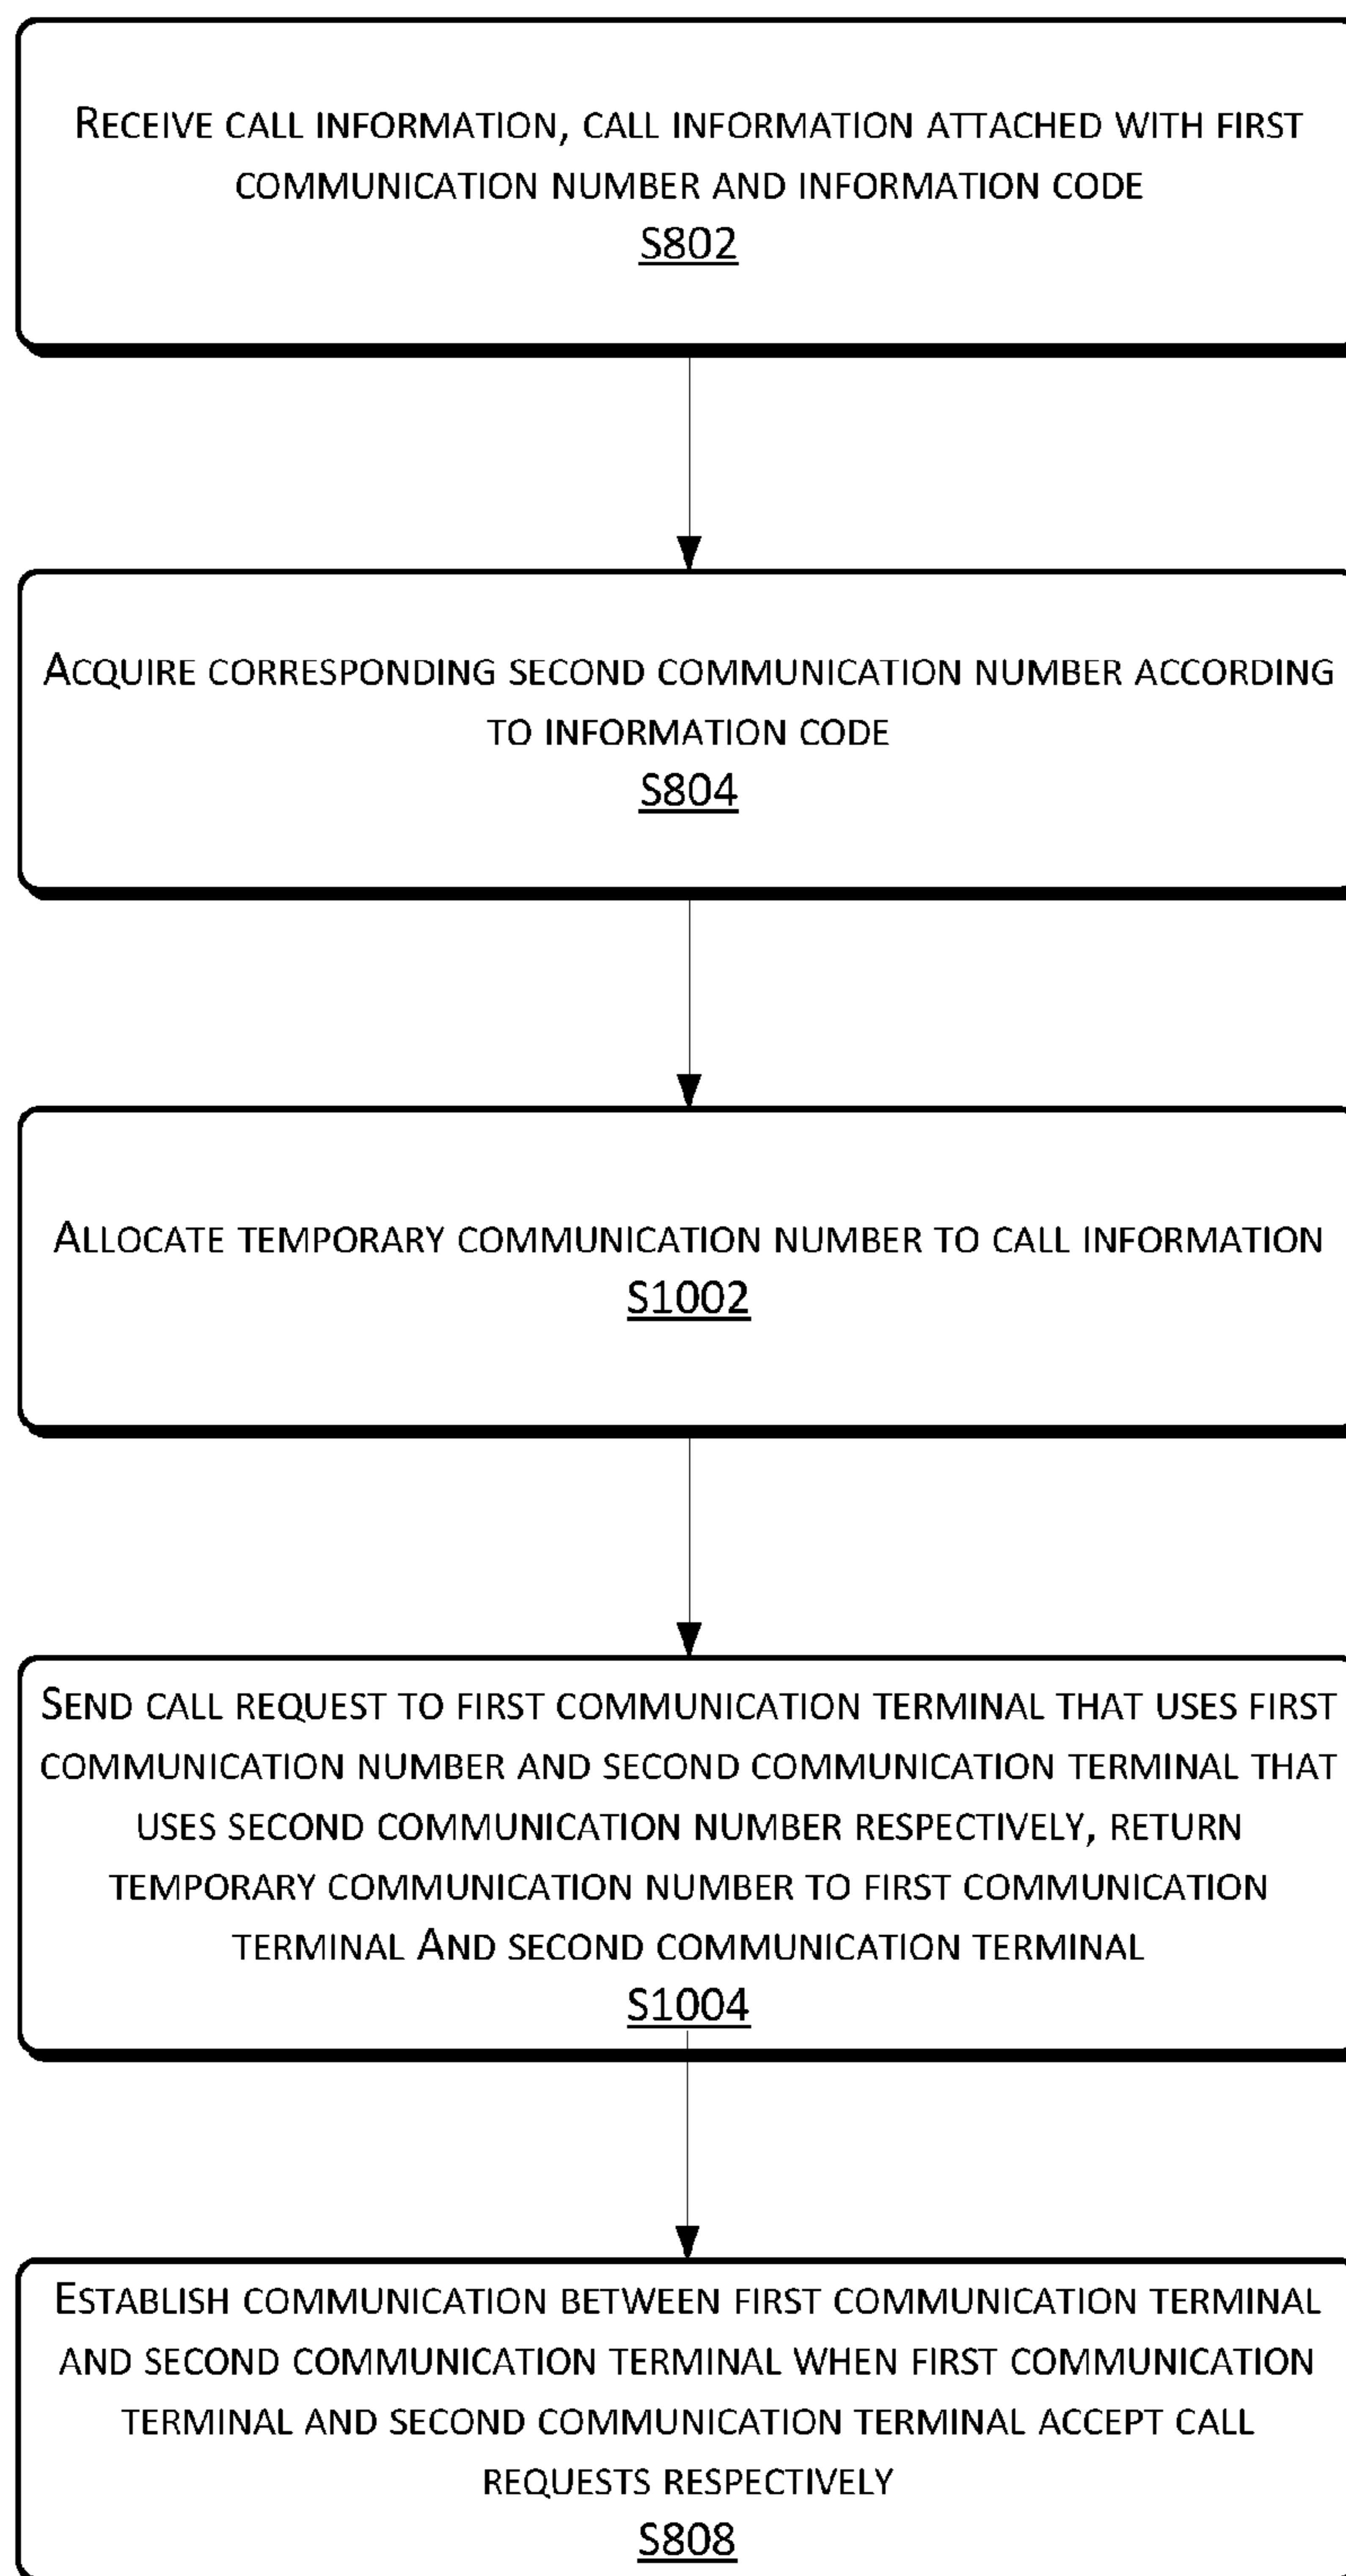 RECEIVE CALL INFORMATION, CALL INFORMATION ATTACHED WITH FIRST
COMMUNICATION NUMBER AND INFORMATION CODE
S802
ACQUIRE CORRESPONDING SECOND COMMUNICATION NUMBER ACCORDING
TO INFORMATION CODE
S804
ALLOCATE TEMPORARY COMMUNICATION NUMBER TO CALL INFORMATION
S1002
SEND CALL REQUEST TO FIRST COMMUNICATION TERMINAL THAT USES FIRST
COMMUNICATION NUMBER AND SECOND COMMUNICATION TERMINAL THAT
USES SECOND COMMUNICATION NUMBER RESPECTIVELY, RETURN
TEMPORARY COMMUNICATION NUMBER TO FIRST COMMUNICATION
TERMINAL AND SECOND COMMUNICATION TERMINAL
S1004
ESTABLISH COMMUNICATION BETWEEN FIRST COMMUNICATION TERMINAL
AND SECOND COMMUNICATION TERMINAL WHEN FIRST COMMUNICATION
TERMINAL AND SECOND COMMUNICATION TERMINAL ACCEPT CALL
REQUESTS RESPECTIVELY
S808